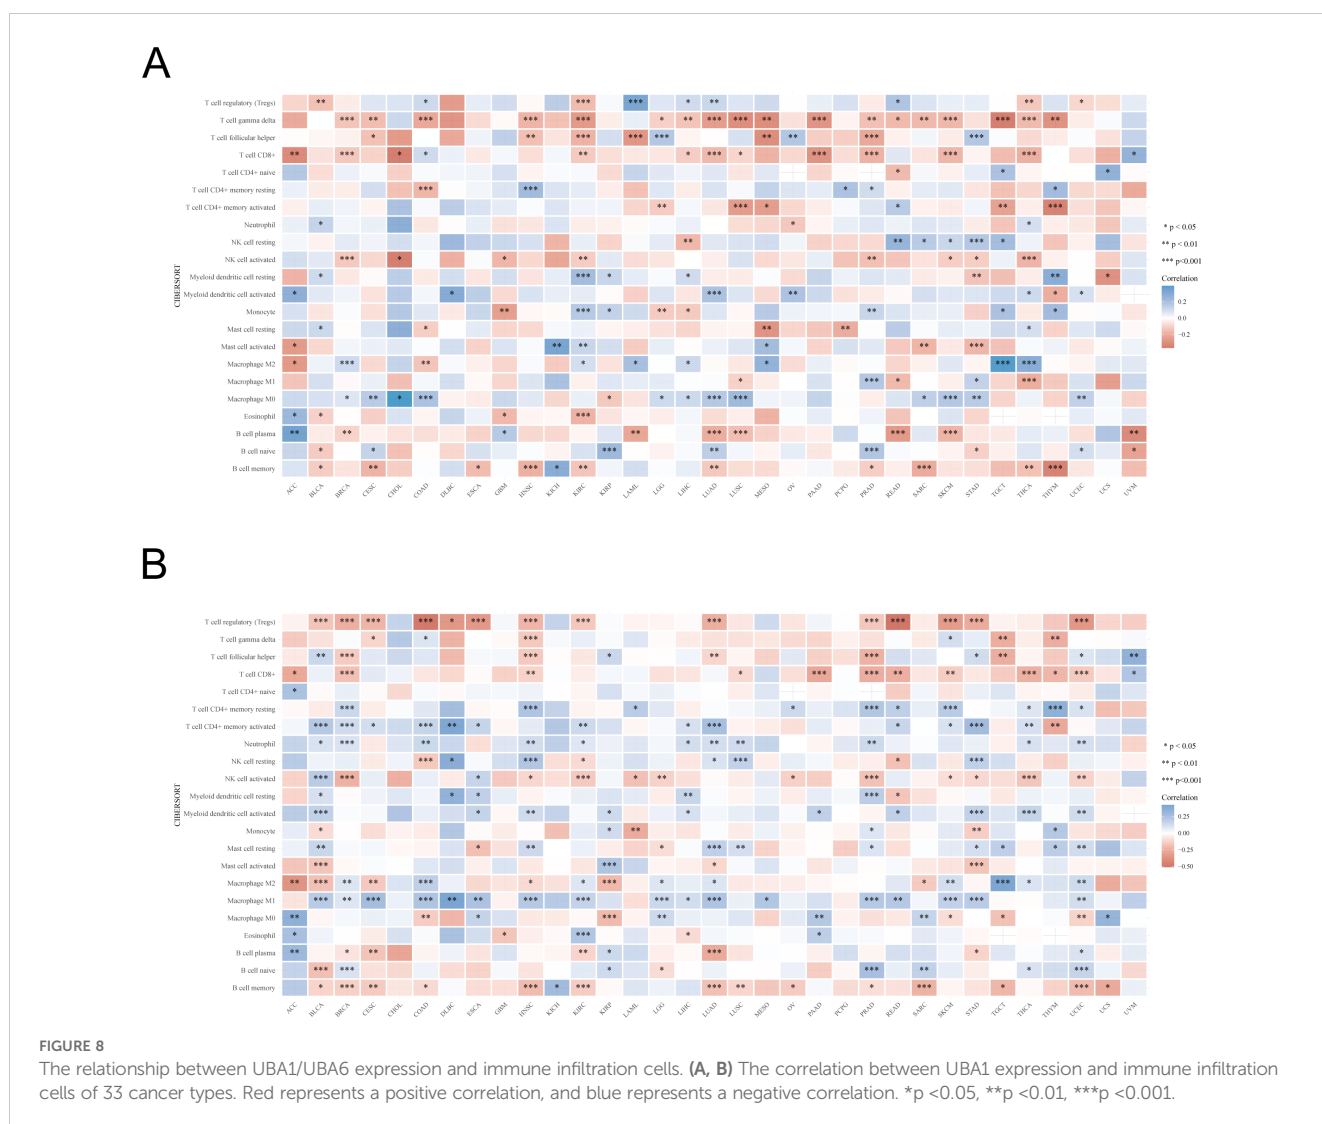 A
T cell regulatory (Tregs)
T cell gamma delta
T cell follicular helper
T cell CD8+
T cell CD4+ naive
T cell CD4+ memory resting
T cell CD4+ memory activated
Neutrophil
NK cell resting
NK cell activated
Myeloid dendritic cell resting
Myeloid dendritic cell activated
Monocyte
Mast cell resting
Mast cell activated
Macrophage M2
Macrophage M1
Macrophage M0
Eosinophil
B cell plasma
B cell naive
B cell memory
CIBERSORT
ACC BLCA BRCA CESC CHOL COAD DLBC ESCA GBM HNSC KICH KIRC KIRP LAML LGG LIHC LUAD LUSC MESO OV PAAD PCPG PRAD READ SARC SKCM STAD TGCT THCA THYM UCEC UCS UVM
* p < 0.05
** p < 0.01
*** p<0.001
Correlation
0.2
0.0
−0.2
B
T cell regulatory (Tregs)
T cell gamma delta
T cell follicular helper
T cell CD8+
T cell CD4+ naive
T cell CD4+ memory resting
T cell CD4+ memory activated
Neutrophil
NK cell resting
NK cell activated
Myeloid dendritic cell resting
Myeloid dendritic cell activated
Monocyte
Mast cell resting
Mast cell activated
Macrophage M2
Macrophage M1
Macrophage M0
Eosinophil
B cell plasma
B cell naive
B cell memory
CIBERSORT
ACC BLCA BRCA CESC CHOL COAD DLBC ESCA GBM HNSC KICH KIRC KIRP LAML LGG LIHC LUAD LUSC MESO OV PAAD PCPG PRAD READ SARC SKCM STAD TGCT THCA THYM UCEC UCS UVM
* p < 0.05
** p < 0.01
*** p<0.001
Correlation
0.25
0.00
−0.25
−0.50
FIGURE 8
The relationship between UBA1/UBA6 expression and immune infiltration cells. (A, B) The correlation between UBA1 expression and immune infiltration
cells of 33 cancer types. Red represents a positive correlation, and blue represents a negative correlation. *p <0.05, **p <0.01, ***p <0.001.